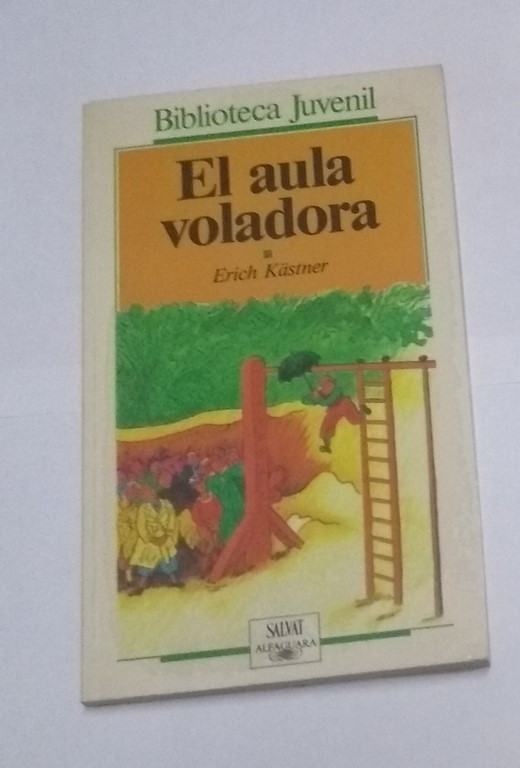 Biblioteca Juvenil
El aula
voladora
Erich Kästner
SALVAT
ALFAGUARA